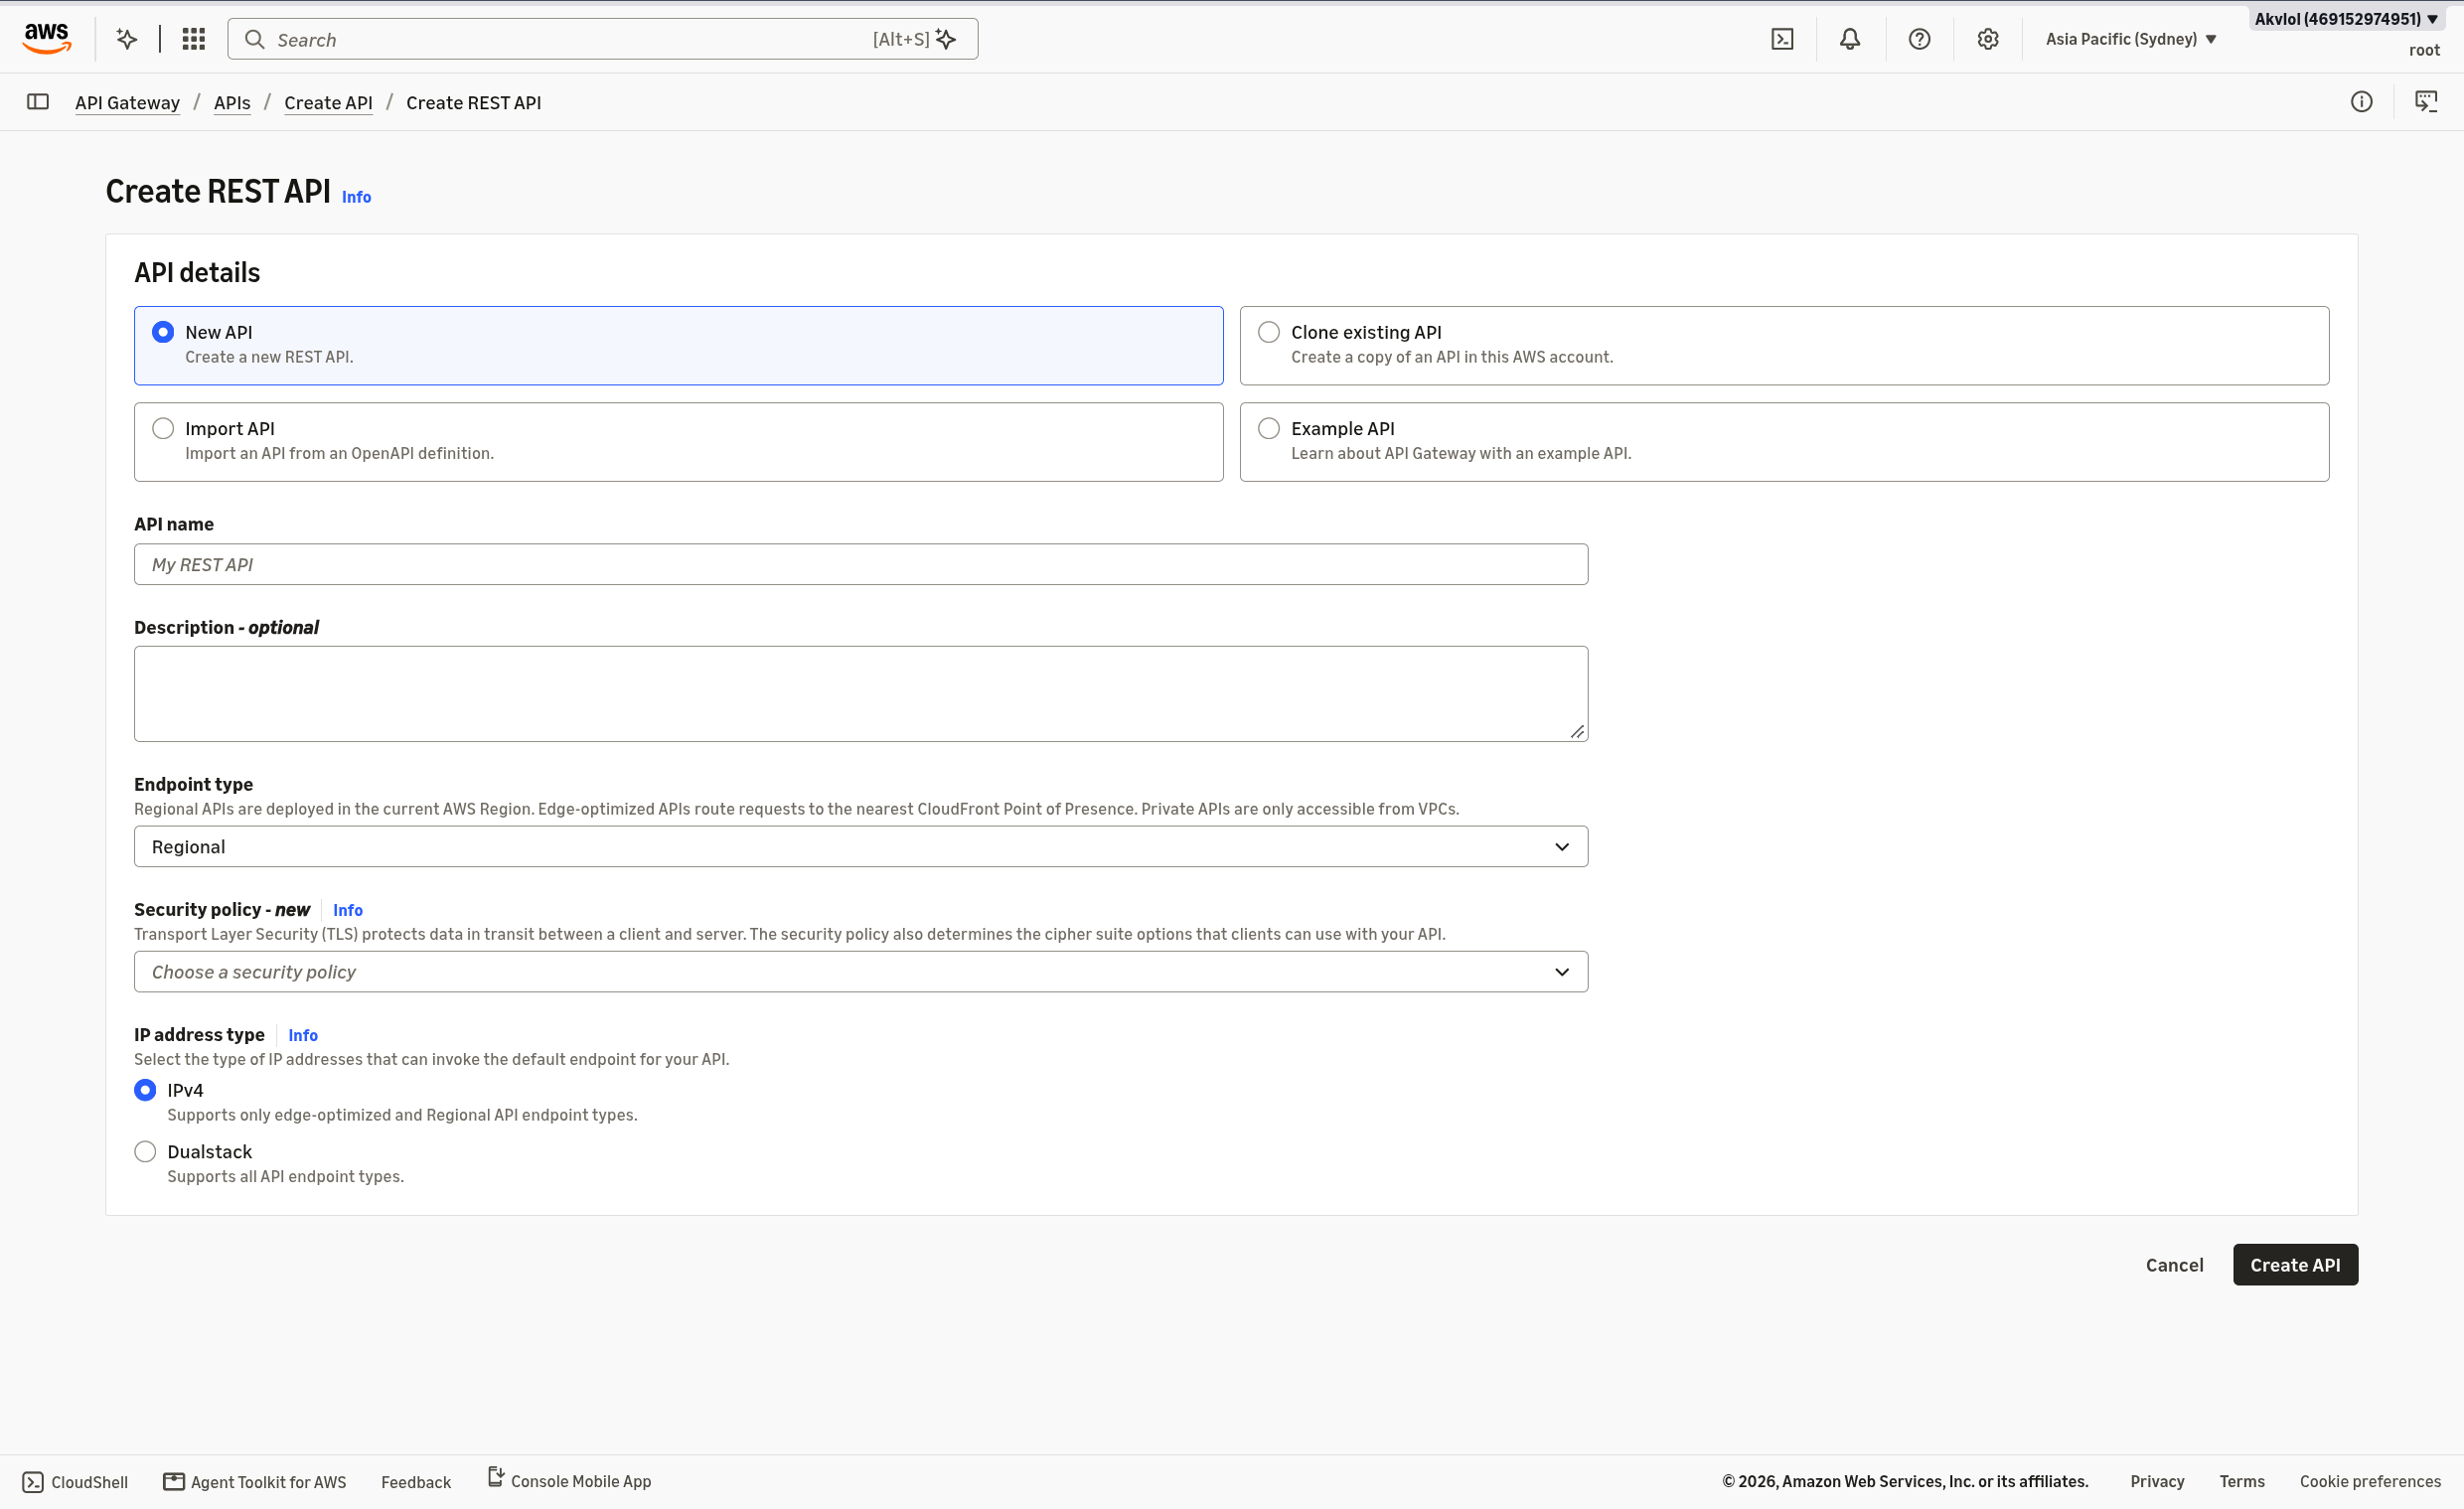 aws
Search
[Alt+S]
Asia Pacific (Sydney)
Akvlol (469152974951)
root
API Gateway / APIs / Create API / Create REST API
Create REST API Info
API details
New API
Create a new REST API.
Clone existing API
Create a copy of an API in this AWS account.
Import API
Import an API from an OpenAPI definition.
Example API
Learn about API Gateway with an example API.
API name
My REST API
Description - optional
Endpoint type
Regional APIs are deployed in the current AWS Region. Edge-optimized APIs route requests to the nearest CloudFront Point of Presence. Private APIs are only accessible from VPCs.
Regional
Security policy - new Info
Transport Layer Security (TLS) protects data in transit between a client and server. The security policy also determines the cipher suite options that clients can use with your API.
Choose a security policy
IP address type Info
Select the type of IP addresses that can invoke the default endpoint for your API.
IPv4
Supports only edge-optimized and Regional API endpoint types.
Dualstack
Supports all API endpoint types.
Cancel
Create API
CloudShell
Agent Toolkit for AWS
Feedback
Console Mobile App
© 2026, Amazon Web Services, Inc. or its affiliates.
Privacy
Terms
Cookie preferences